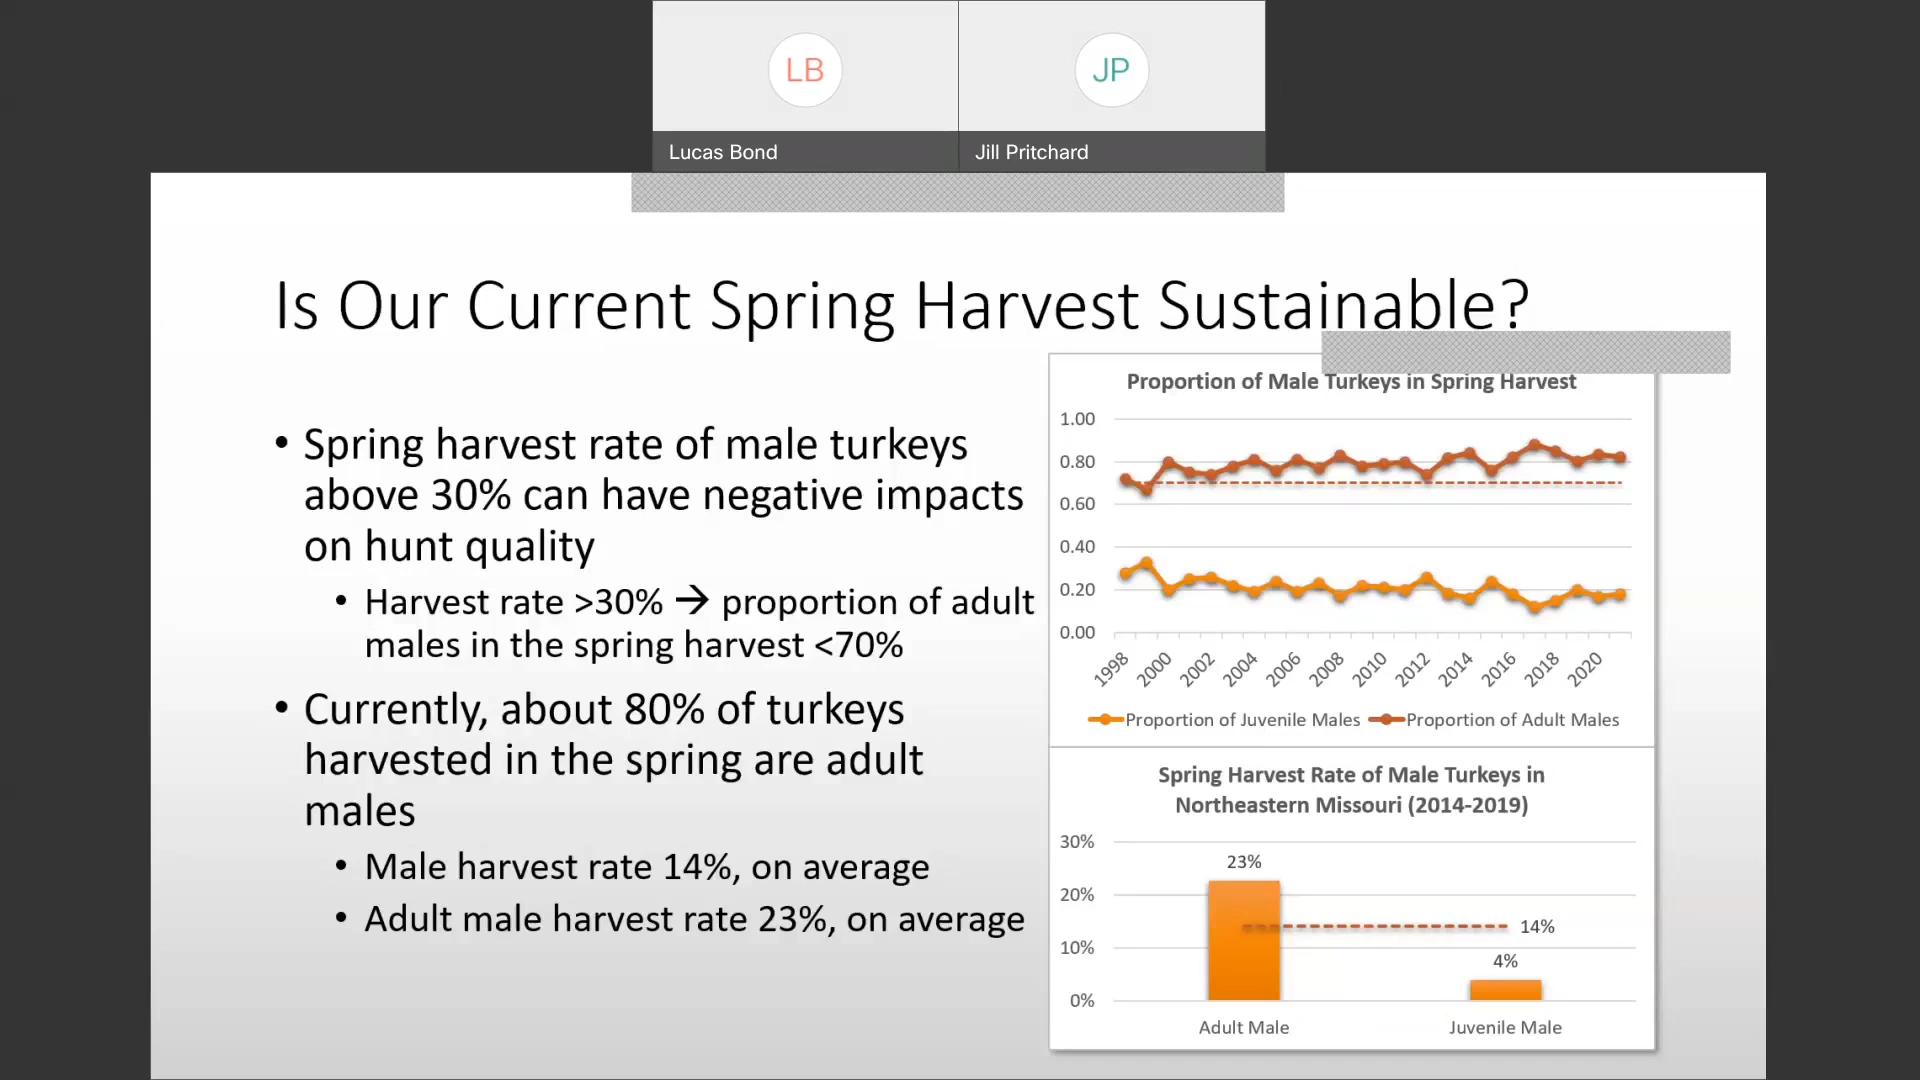 LB
JP
Lucas Bond
Jill Pritchard
Is Our Current Spring Harvest Sustainable?
• Spring harvest rate of male turkeys
above 30% can have negative impacts
on hunt quality
• Harvest rate >30% → proportion of adult
males in the spring harvest <70%
• Currently, about 80% of turkeys
harvested in the spring are adult
males
• Male harvest rate 14%, on average
• Adult male harvest rate 23%, on average
Proportion of Male Turkeys in Spring Harvest
1.00
0.80
0.60
0.40
0.20
0.00
1998 2000 2002 2004 2006 2008 2010 2012 2014 2016 2018 2020
Proportion of Juvenile Males Proportion of Adult Males
Spring Harvest Rate of Male Turkeys in
Northeastern Missouri (2014-2019)
30%
23%
20%
14%
10%
4%
0%
Adult Male Juvenile Male